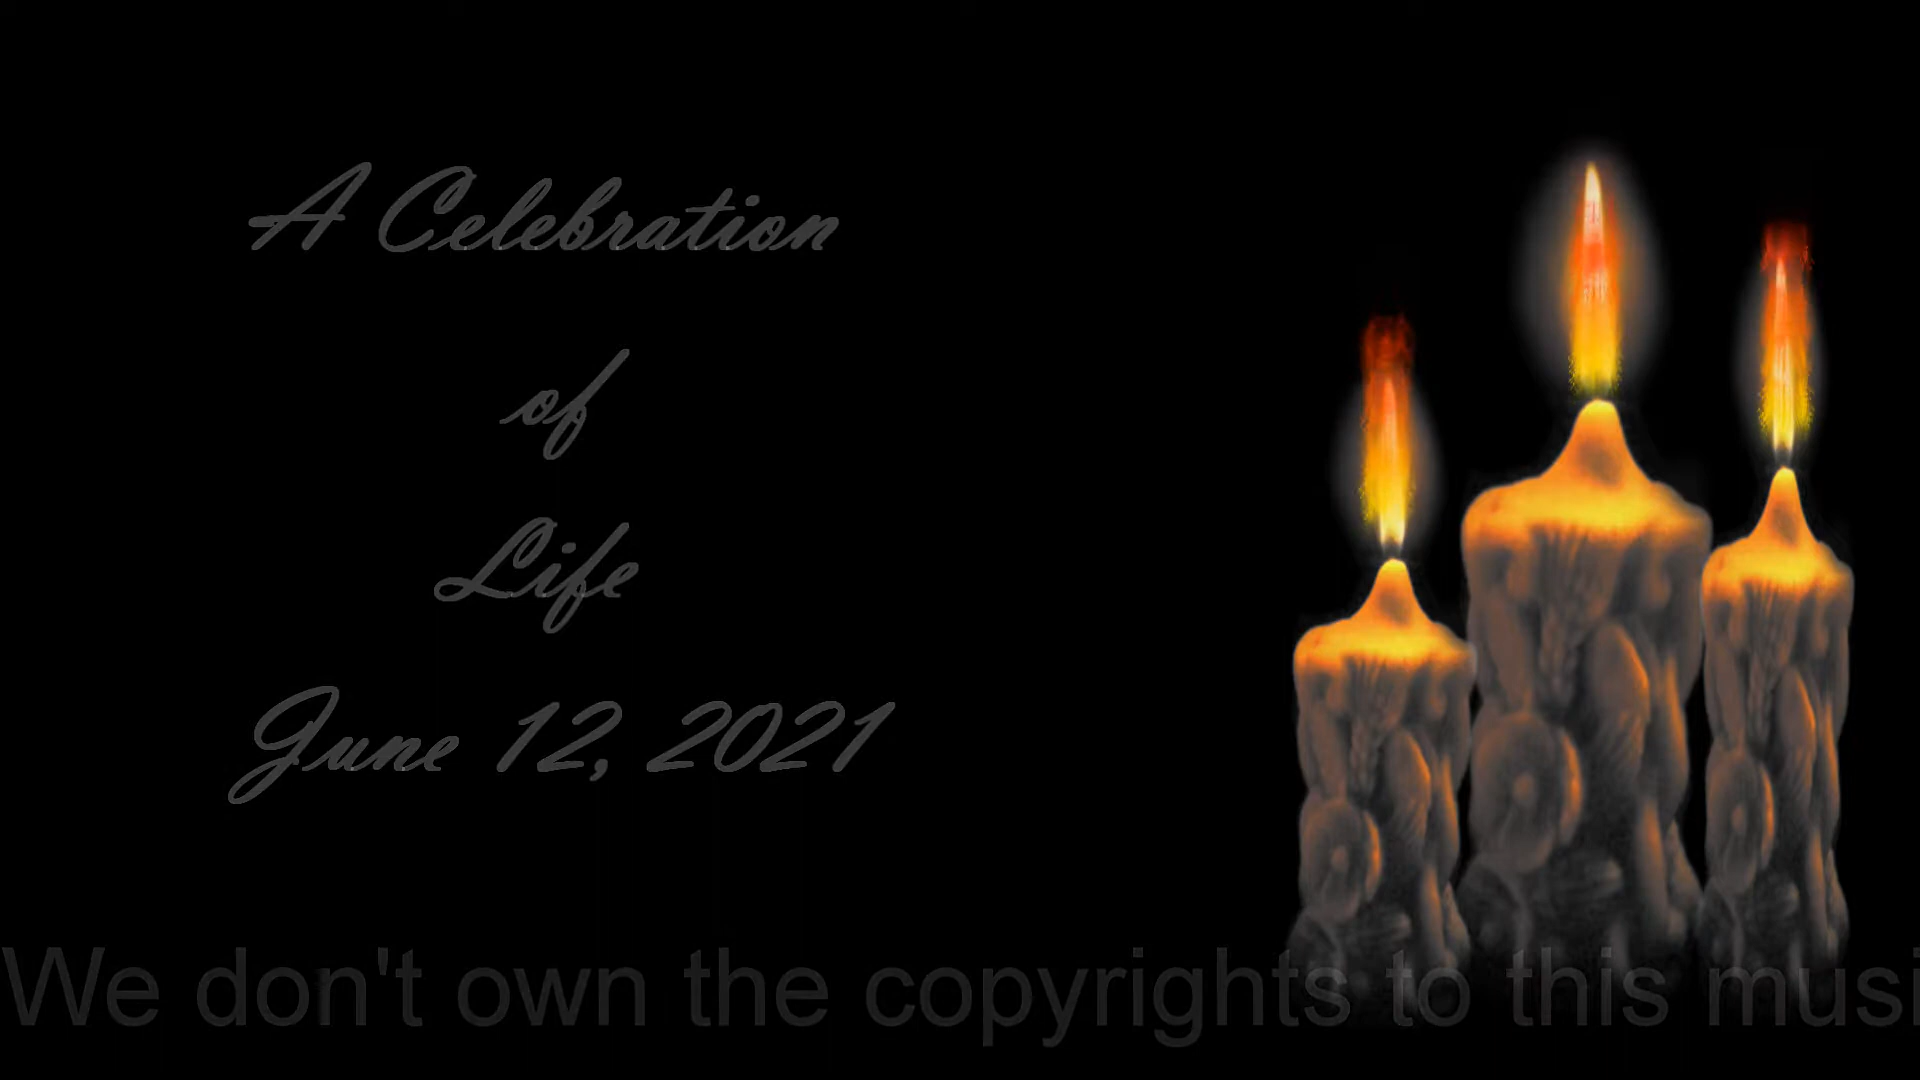 A Celebration
of
Life
June 12, 2021
We don't own the copyrights to this musi